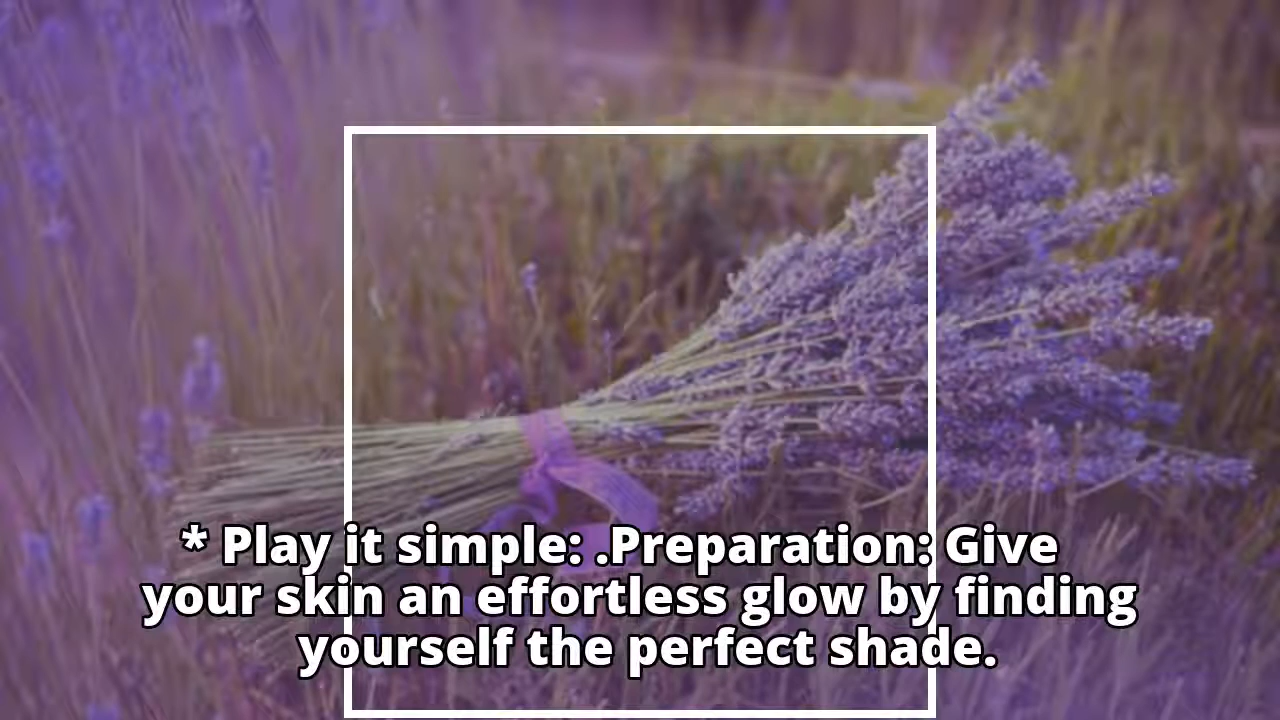 * Play it simple: .Preparation: Give
your skin an effortless glow by finding
yourself the perfect shade.